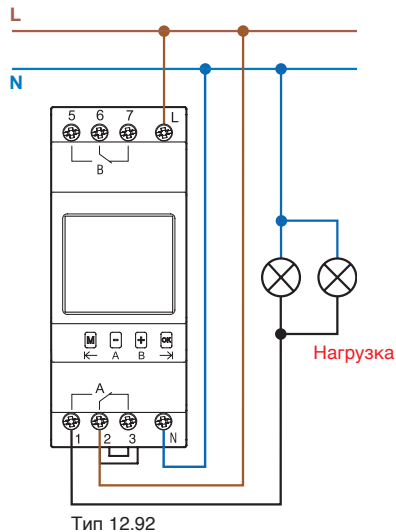 L
N
5 6 7 L
B
M - + OK
A B
A
1 2 3 N
Нагрузка
Тип 12.92